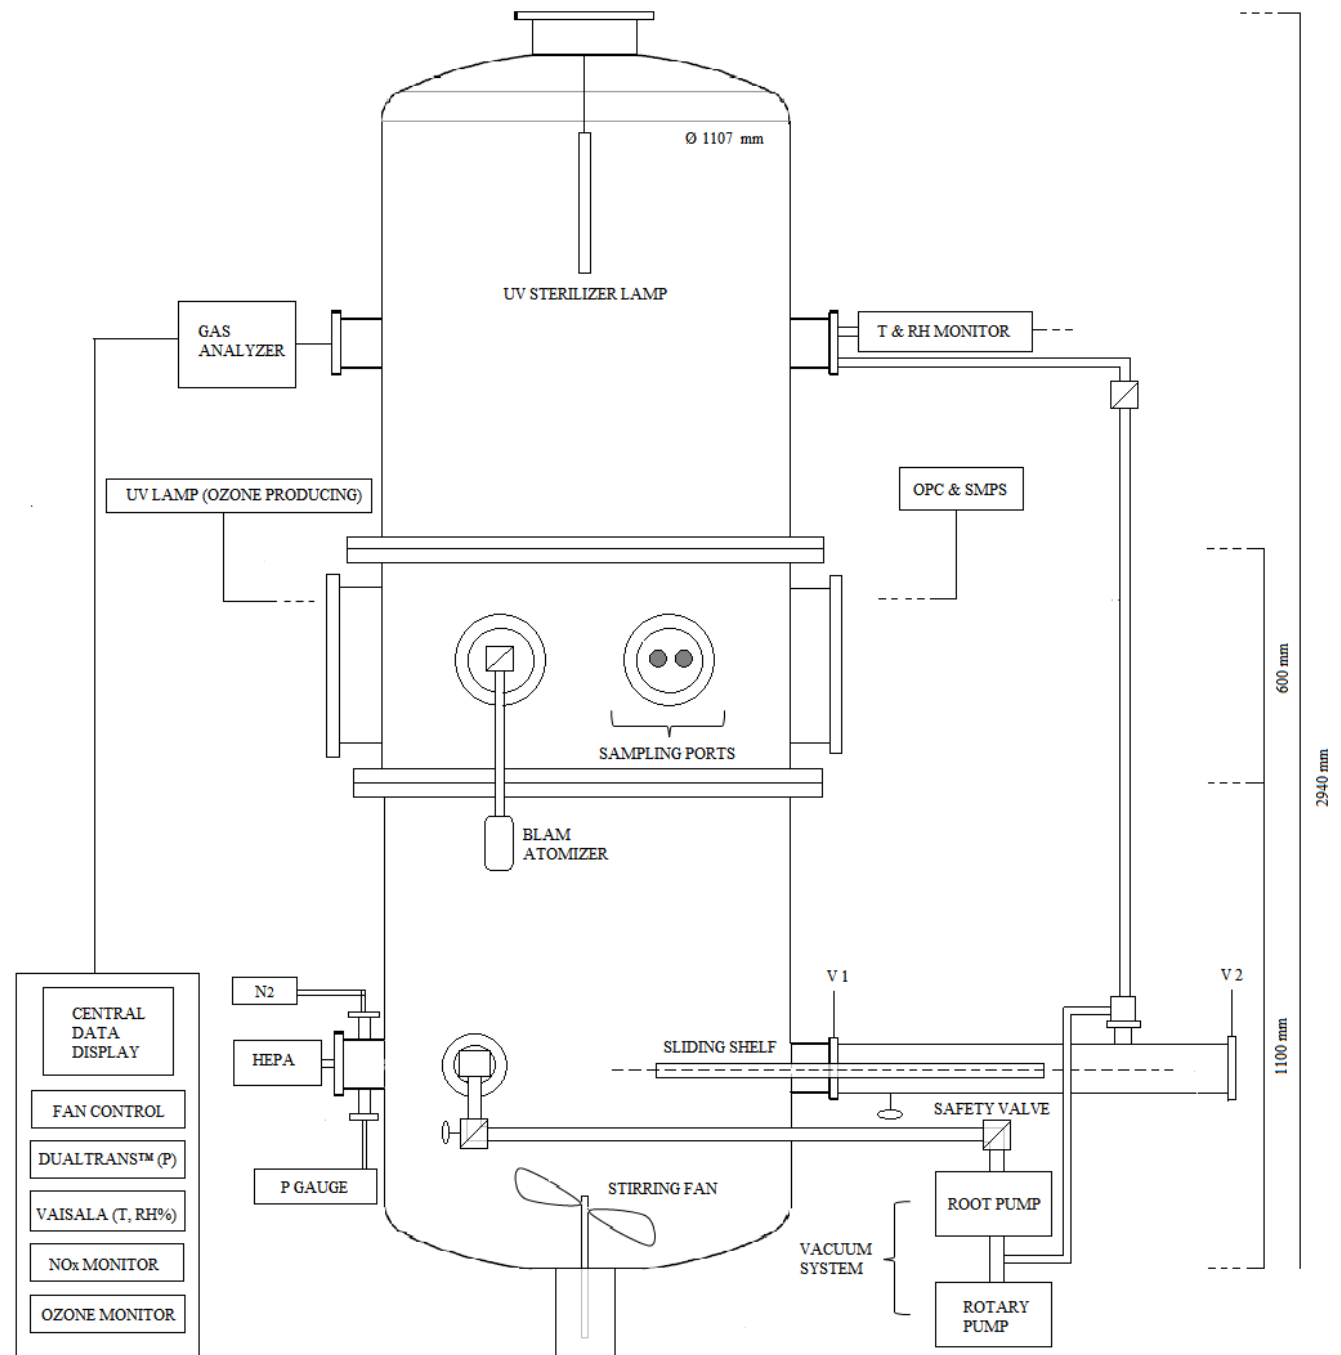 Ø 1107 mm
UV STERILIZER LAMP
GAS
ANALYZER
T & RH MONITOR
UV LAMP (OZONE PRODUCING)
OPC & SMPS
600 mm
SAMPLING PORTS
2940 mm
BLAM
ATOMIZER
V 1
V 2
N2
CENTRAL
DATA
DISPLAY
HEPA
SLIDING SHELF
1100 mm
FAN CONTROL
SAFETY VALVE
DUALTRANS™ (P)
P GAUGE
STIRRING FAN
ROOT PUMP
VAISALA (T, RH%)
VACUUM
SYSTEM
NOx MONITOR
OZONE MONITOR
ROTARY
PUMP